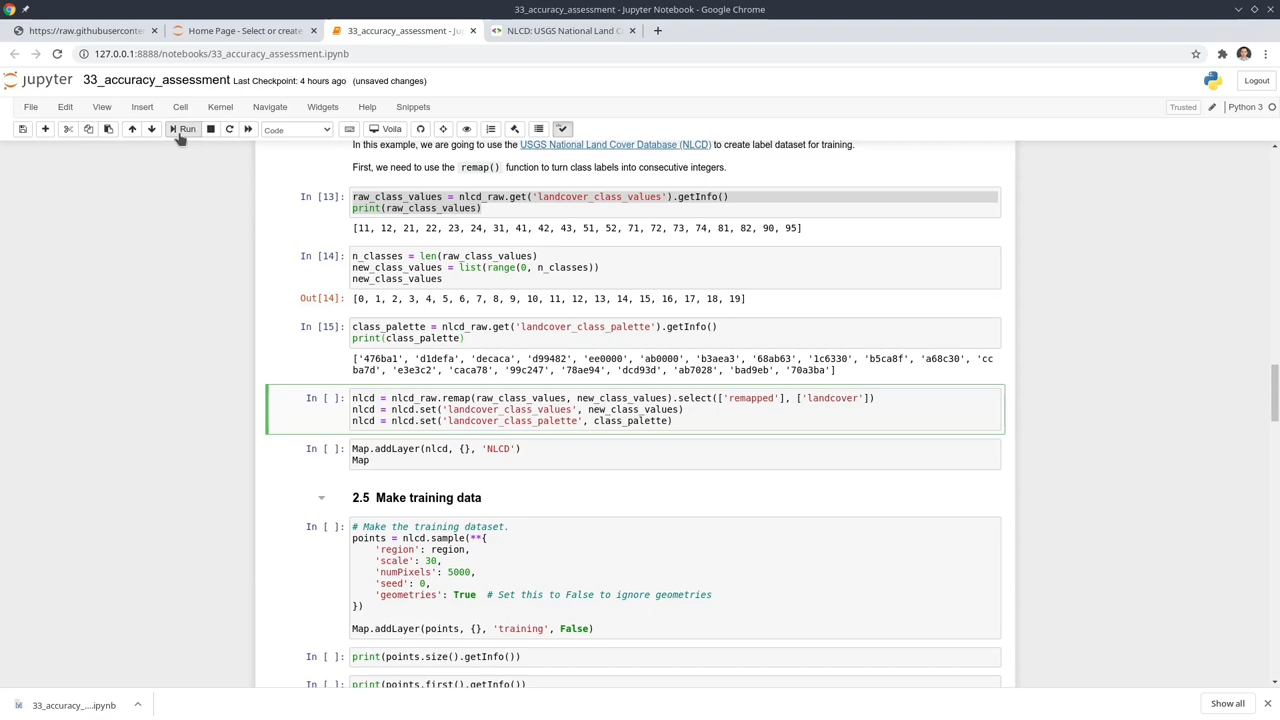 33_accuracy_assessment - Jupyter Notebook - Google Chrome
https://raw.githubuserconte
Home Page - Select or create
33_accuracy_assessment - Ju
NLCD: USGS National Land C
127.0.0.1:8888/notebooks/33_accuracy_assessment.ipynb
jupyter 33_accuracy_assessment Last Checkpoint: 4 hours ago (unsaved changes)
Logout
File Edit View Insert Cell Kernel Navigate Widgets Help Snippets
Trusted Python 3
Run Code Voila
In this example, we are going to use the USGS National Land Cover Database (NLCD) to create label dataset for training.
First, we need to use the remap() function to turn class labels into consecutive integers.
In [13]: raw_class_values = nlcd_raw.get('landcover_class_values').getInfo()
print(raw_class_values)
[11, 12, 21, 22, 23, 24, 31, 41, 42, 43, 51, 52, 71, 72, 73, 74, 81, 82, 90, 95]
In [14]: n_classes = len(raw_class_values)
new_class_values = list(range(0, n_classes))
new_class_values
Out[14]: [0, 1, 2, 3, 4, 5, 6, 7, 8, 9, 10, 11, 12, 13, 14, 15, 16, 17, 18, 19]
In [15]: class_palette = nlcd_raw.get('landcover_class_palette').getInfo()
print(class_palette)
['476ba1', 'd1defa', 'decaca', 'd99482', 'ee0000', 'ab0000', 'b3aea3', '68ab63', '1c6330', 'b5ca8f', 'a68c30', 'cc
ba7d', 'e3e3c2', 'caca78', '99c247', '78ae94', 'dcd93d', 'ab7028', 'bad9eb', '70a3ba']
In [ ]: nlcd = nlcd_raw.remap(raw_class_values, new_class_values).select(['remapped'], ['landcover'])
nlcd = nlcd.set('landcover_class_values', new_class_values)
nlcd = nlcd.set('landcover_class_palette', class_palette)
In [ ]: Map.addLayer(nlcd, {}, 'NLCD')
Map
2.5 Make training data
In [ ]: # Make the training dataset.
points = nlcd.sample(**{
'region': region,
'scale': 30,
'numPixels': 5000,
'seed': 0,
'geometries': True # Set this to False to ignore geometries
})
Map.addLayer(points, {}, 'training', False)
In [ ]: print(points.size().getInfo())
In [ ]: print(points.first().getInfo())
33_accuracy_....ipynb
Show all